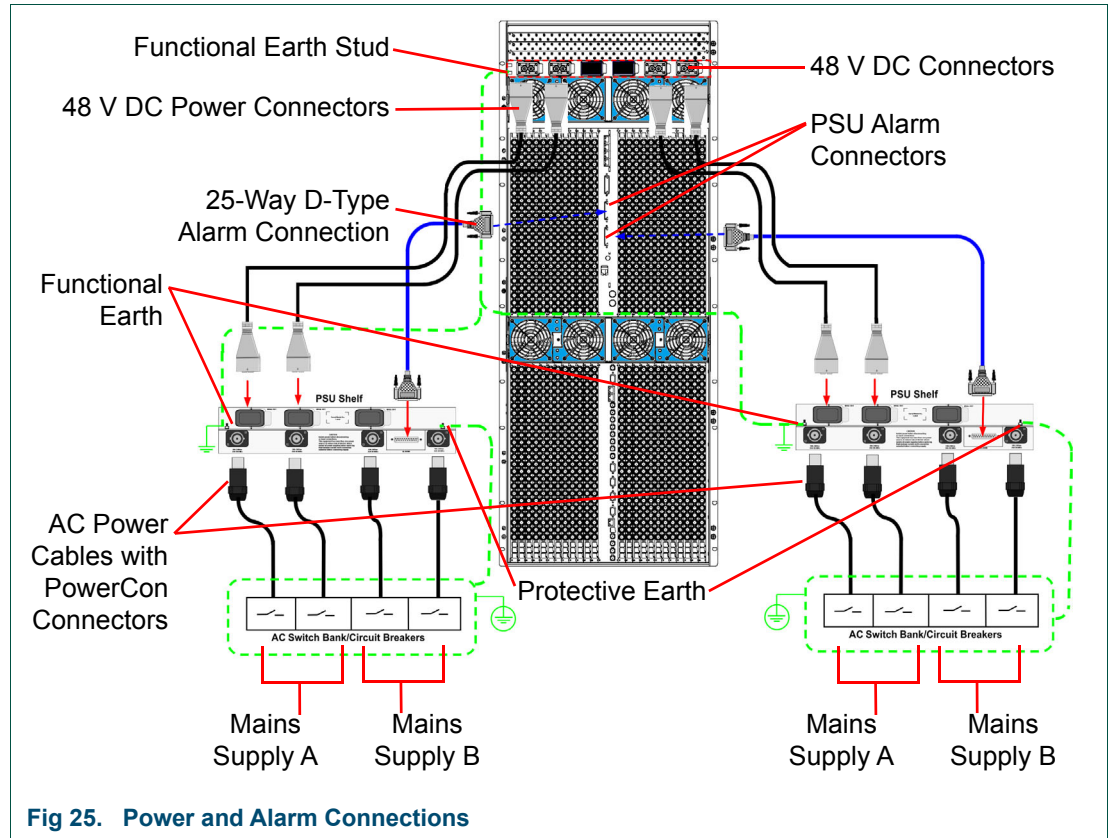 Functional Earth Stud
48 V DC Connectors
48 V DC Power Connectors
PSU Alarm
Connectors
25-Way D-Type
Alarm Connection
Functional
Earth
PSU Shelf
PSU Shelf
AC Power
Cables with
PowerCon
Connectors
Protective Earth
AC Switch Bank/Circuit Breakers
AC Switch Bank/Circuit Breakers
Mains
Supply A
Mains
Supply B
Mains
Supply A
Mains
Supply B
Fig 25. Power and Alarm Connections